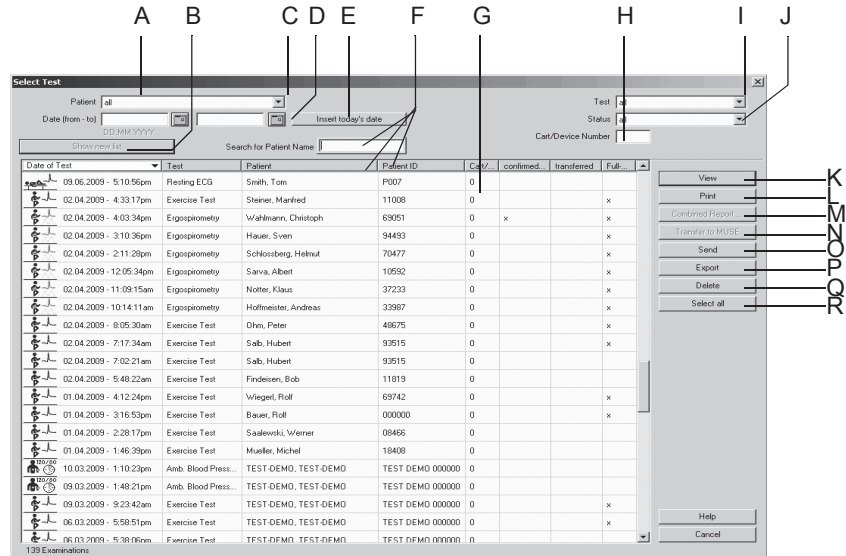 A B C D E F G H I J
Select Test
Patient all Test all
Date (from - to) Insert today's date Status all
DD.MM.YYYY Cart/Device Number
Show new list... Search for Patient Name
Date of Test Test Patient Patient ID Cart/... confirmed... transferred Full-...
09.06.2009 - 5:10:56pm Resting ECG Smith, Tom P007 0
02.04.2009 - 4:33:17pm Exercise Test Steiner, Manfred 11008 0 x
02.04.2009 - 4:03:34pm Ergospirometry Wahlmann, Christoph 69051 0 x x
02.04.2009 - 3:10:36pm Ergospirometry Hauer, Sven 94493 0 x
02.04.2009 - 2:11:28pm Ergospirometry Schlossberg, Helmut 70477 0 x
02.04.2009 - 12:05:34pm Ergospirometry Sarva, Albert 10592 0 x
02.04.2009 - 11:09:15am Ergospirometry Notter, Klaus 37233 0 x
02.04.2009 - 10:14:11am Ergospirometry Hoffmeister, Andreas 33987 0 x
02.04.2009 - 8:05:30am Exercise Test Ohm, Peter 48675 0 x
02.04.2009 - 7:17:34am Exercise Test Salb, Hubert 93515 0 x
02.04.2009 - 7:02:21am Exercise Test Salb, Hubert 93515 0
02.04.2009 - 5:48:22am Exercise Test Findeisen, Bob 11819 0
01.04.2009 - 4:12:24pm Exercise Test Wiegerl, Rolf 69742 0 x
01.04.2009 - 3:16:53pm Exercise Test Bauer, Rolf 000000 0 x
01.04.2009 - 2:28:17pm Exercise Test Saalewski, Werner 08466 0
01.04.2009 - 1:46:39pm Exercise Test Mueller, Michel 18408 0
120/80 10.03.2009 - 1:10:23pm Amb. Blood Press... TEST-DEMO, TEST-DEMO TEST DEMO 000000 0
120/80 09.03.2009 - 1:48:21pm Amb. Blood Press... TEST-DEMO, TEST-DEMO TEST DEMO 000000 0
09.03.2009 - 9:23:42am Exercise Test TEST-DEMO, TEST-DEMO TEST DEMO 000000 0 x
06.03.2009 - 5:58:51pm Exercise Test TEST-DEMO, TEST-DEMO TEST DEMO 000000 0 x
06.03.2009 - 5:38:06pm Exercise Test TEST-DEMO, TEST-DEMO TEST DEMO 000000 0
139 Examinations
View K
Print L
Combined Report ... M
Transfer to MUSE N
Send O
Export P
Delete Q
Select all R
Help
Cancel